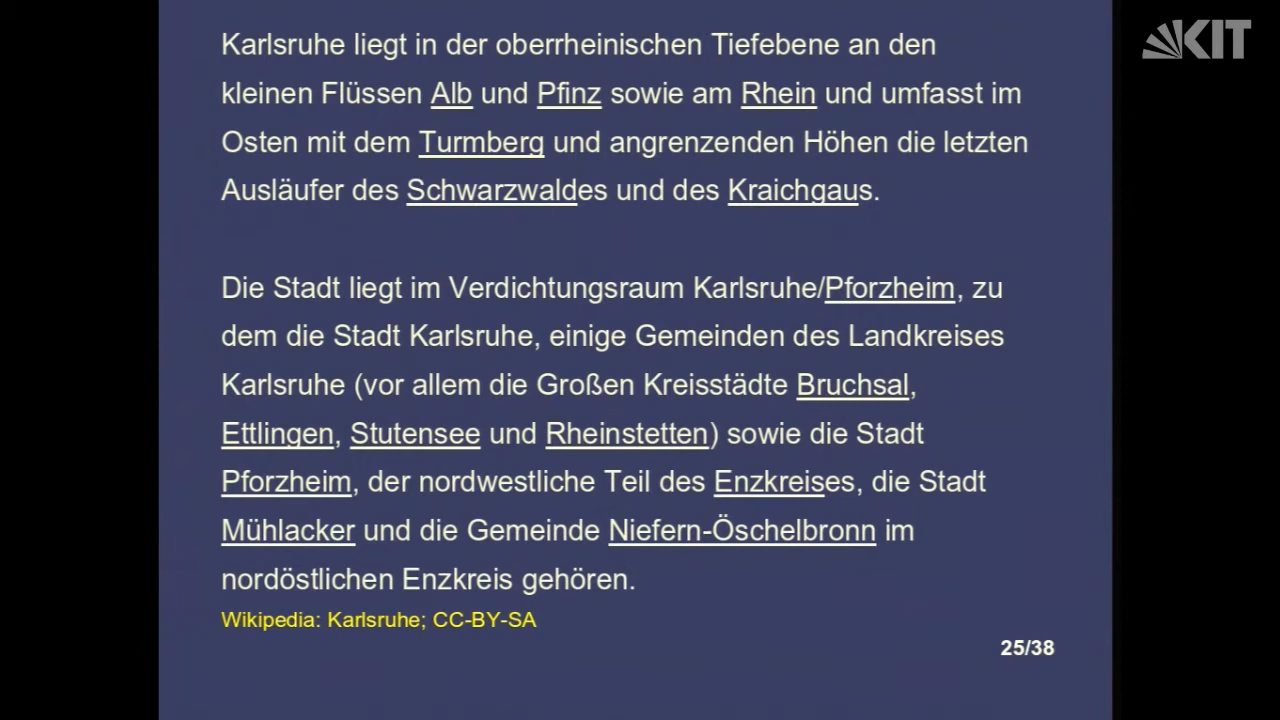 KIT
Karlsruhe liegt in der oberrheinischen Tiefebene an den
kleinen Flüssen Alb und Pfinz sowie am Rhein und umfasst im
Osten mit dem Turmberg und angrenzenden Höhen die letzten
Ausläufer des Schwarzwaldes und des Kraichgaus.
Die Stadt liegt im Verdichtungsraum Karlsruhe/Pforzheim, zu
dem die Stadt Karlsruhe, einige Gemeinden des Landkreises
Karlsruhe (vor allem die Großen Kreisstädte Bruchsal,
Ettlingen, Stutensee und Rheinstetten) sowie die Stadt
Pforzheim, der nordwestliche Teil des Enzkreises, die Stadt
Mühlacker und die Gemeinde Niefern-Öschelbronn im
nordöstlichen Enzkreis gehören.
Wikipedia: Karlsruhe; CC-BY-SA
25/38